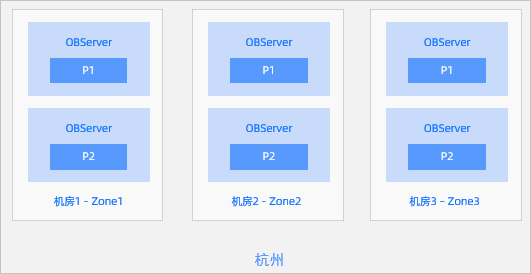 OBServer
P1
OBServer
P2
机房1 - Zone1
OBServer
P1
OBServer
P2
机房2 - Zone2
OBServer
P1
OBServer
P2
机房3 - Zone3
杭州